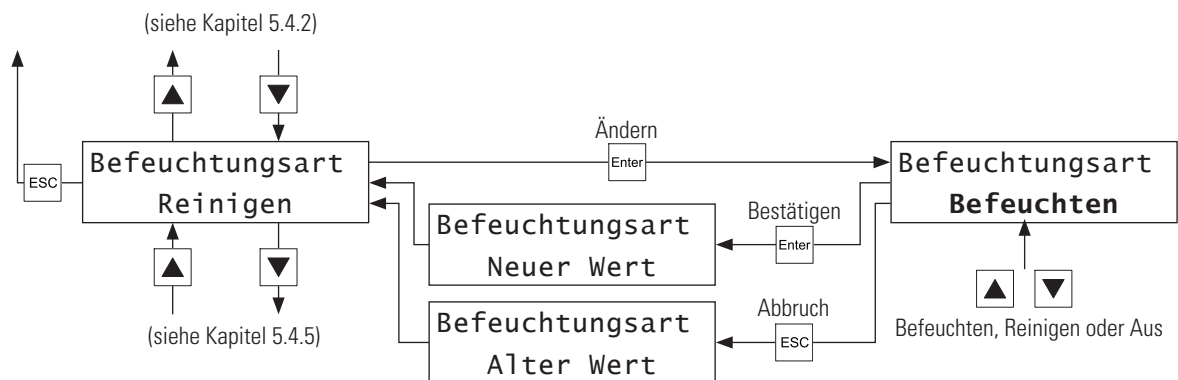 (siehe Kapitel 5.4.2)
ESC
Befeuchtungsart
Reinigen
(siehe Kapitel 5.4.5)
Ändern
Enter
Befeuchtungsart
Befeuchten
Befeuchten, Reinigen oder Aus
Bestätigen
Enter
Befeuchtungsart
Neuer Wert
Abbruch
ESC
Befeuchtungsart
Alter Wert